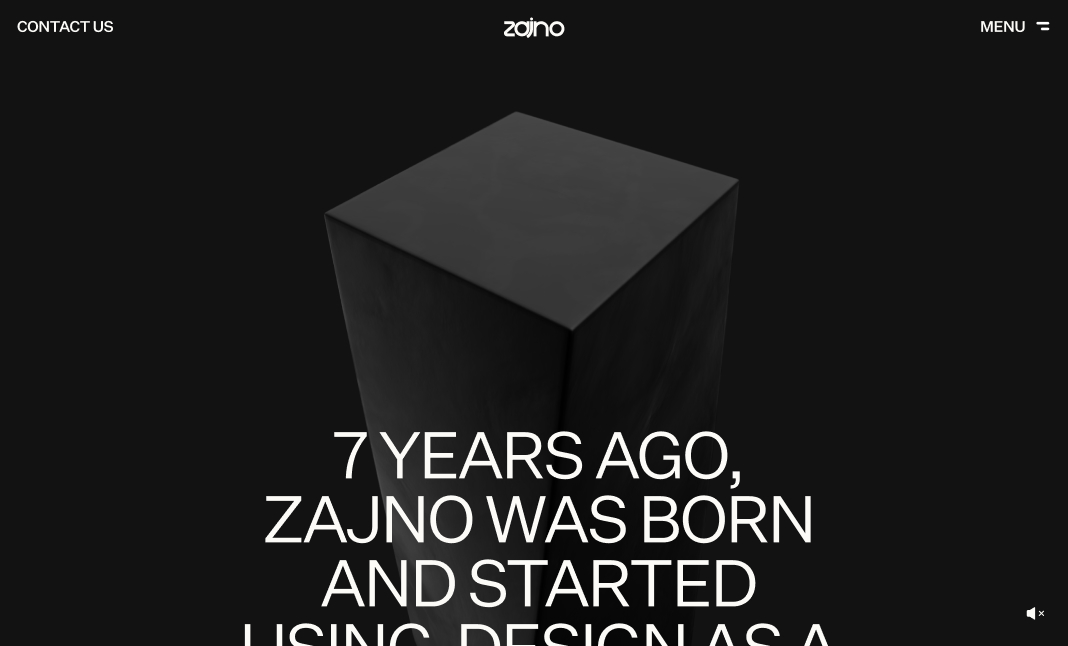 CONTACT US
zajno
MENU
7 YEARS AGO,
ZAJNO WAS BORN
AND STARTED
USING DESIGN AS A